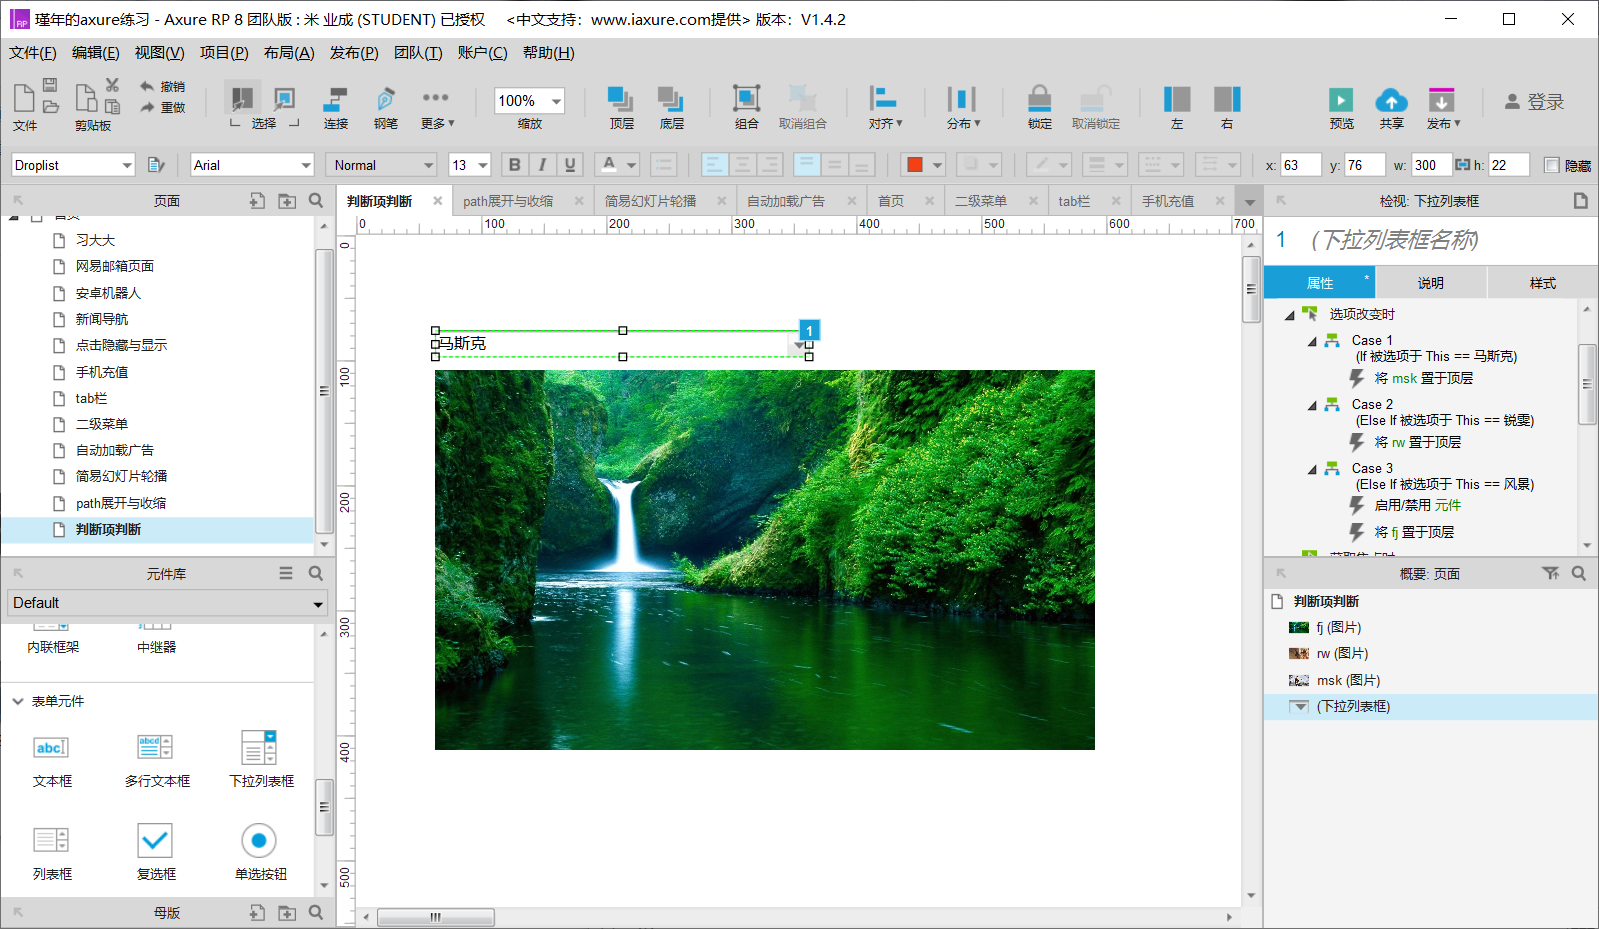 瑾年的axure练习 - Axure RP 8 团队版 : 米 业成 (STUDENT) 已授权 <中文支持：www.iaxure.com提供> 版本：V1.4.2
文件(F) 编辑(E) 视图(V) 项目(P) 布局(A) 发布(P) 团队(T) 账户(C) 帮助(H)
撤销
重做
100%
登录
文件 剪贴板 选择 连接 钢笔 更多 缩放 顶层 底层 组合 取消组合 对齐 分布 锁定 取消锁定 左 右 预览 共享 发布
Droplist Arial Normal 13 B I U A x: 63 y: 76 w: 300 h: 22 隐藏
页面
首页
习大大
网易邮箱页面
安卓机器人
新闻导航
点击隐藏与显示
手机充值
tab栏
二级菜单
自动加载广告
简易幻灯片轮播
path展开与收缩
判断项判断
元件库
Default
内联框架 中继器
表单元件
abc
abcd
文本框 多行文本框 下拉列表框
列表框 复选框 单选按钮
母版
判断项判断 path展开与收缩 简易幻灯片轮播 自动加载广告 首页 二级菜单 tab栏 手机充值
0 100 200 300 400 500 600 700
0
100
200
300
400
500
1
马斯克
检视: 下拉列表框
1 (下拉列表框名称)
属性 * 说明 样式
选项改变时
Case 1
(If 被选项于 This == 马斯克)
将 msk 置于顶层
Case 2
(Else If 被选项于 This == 锐雯)
将 rw 置于顶层
Case 3
(Else If 被选项于 This == 风景)
启用/禁用 元件
将 fj 置于顶层
获取焦点时
概要: 页面
判断项判断
fj (图片)
rw (图片)
msk (图片)
(下拉列表框)